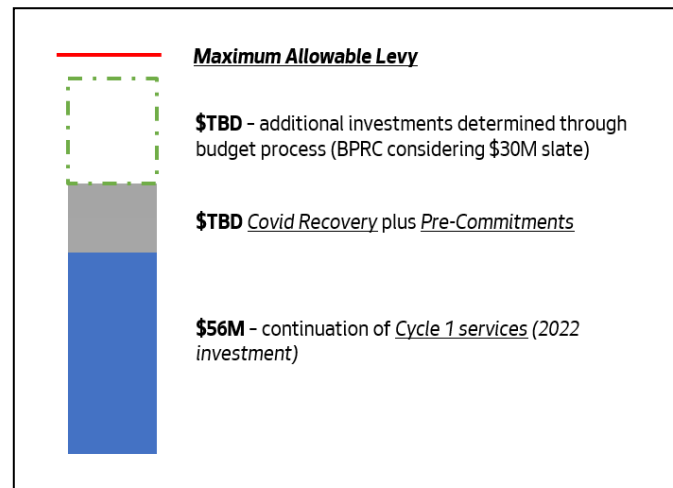 Maximum Allowable Levy
$TBD – additional investments determined through
budget process (BPRC considering $30M slate)
$TBD Covid Recovery plus Pre-Commitments
$56M – continuation of Cycle 1 services (2022
investment)